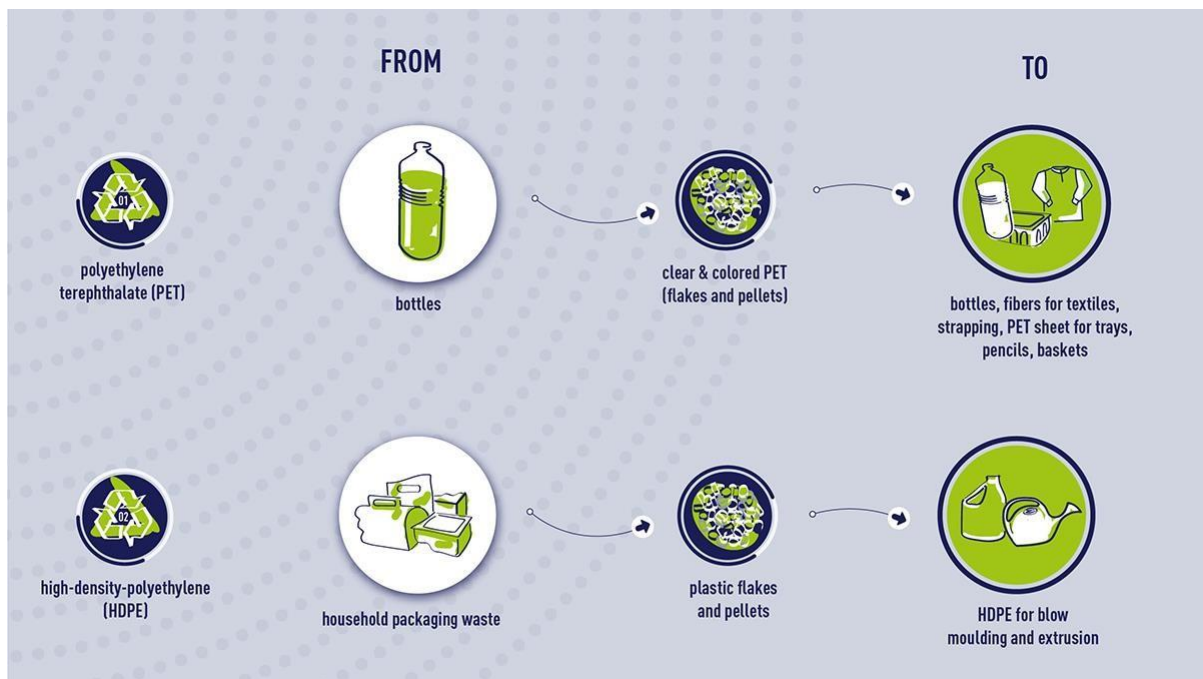 FROM
TO
01
polyethylene
terephthalate (PET)
bottles
clear & colored PET
(flakes and pellets)
bottles, fibers for textiles,
strapping, PET sheet for trays,
pencils, baskets
02
high-density-polyethylene
(HDPE)
household packaging waste
plastic flakes
and pellets
HDPE for blow
moulding and extrusion